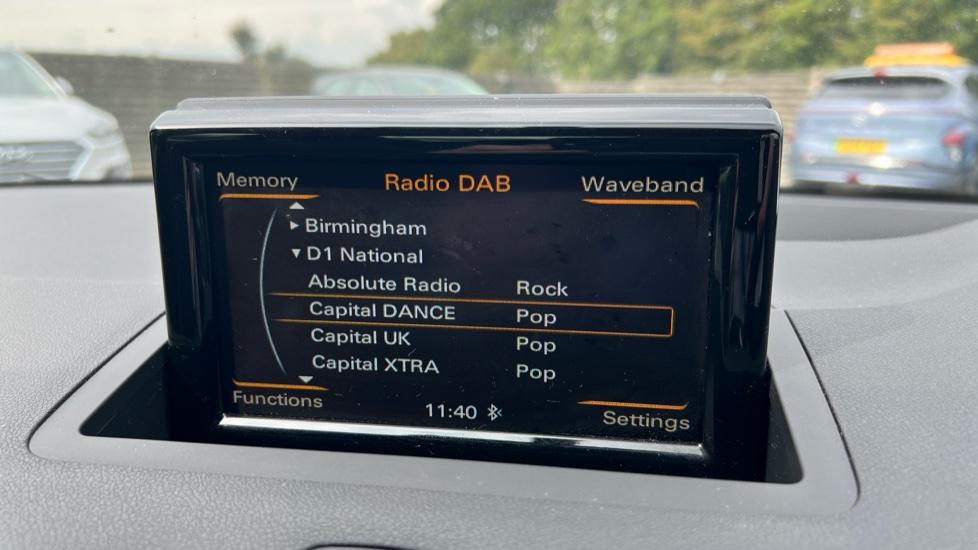 Memory Radio DAB Waveband
Birmingham
D1 National
Absolute Radio Rock
Capital DANCE Pop
Capital UK Pop
Capital XTRA Pop
Functions 11:40 Settings